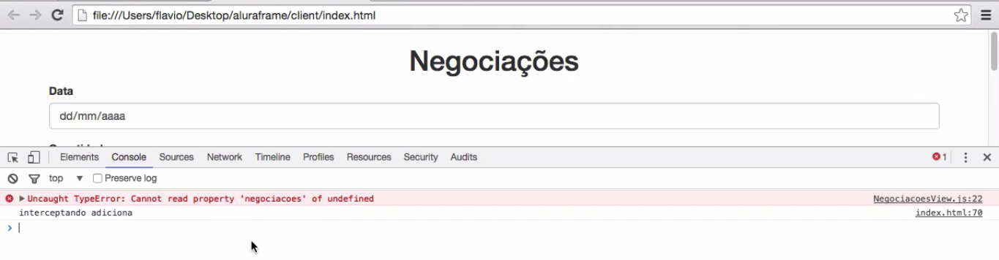 file:///Users/flavio/Desktop/aluraframe/client/index.html
Negociações
Data
dd/mm/aaaa
Elements Console Sources Network Timeline Profiles Resources Security Audits 1
top Preserve log
Uncaught TypeError: Cannot read property 'negociacoes' of undefined NegociacoesView.js:22
interceptando adiciona index.html:70